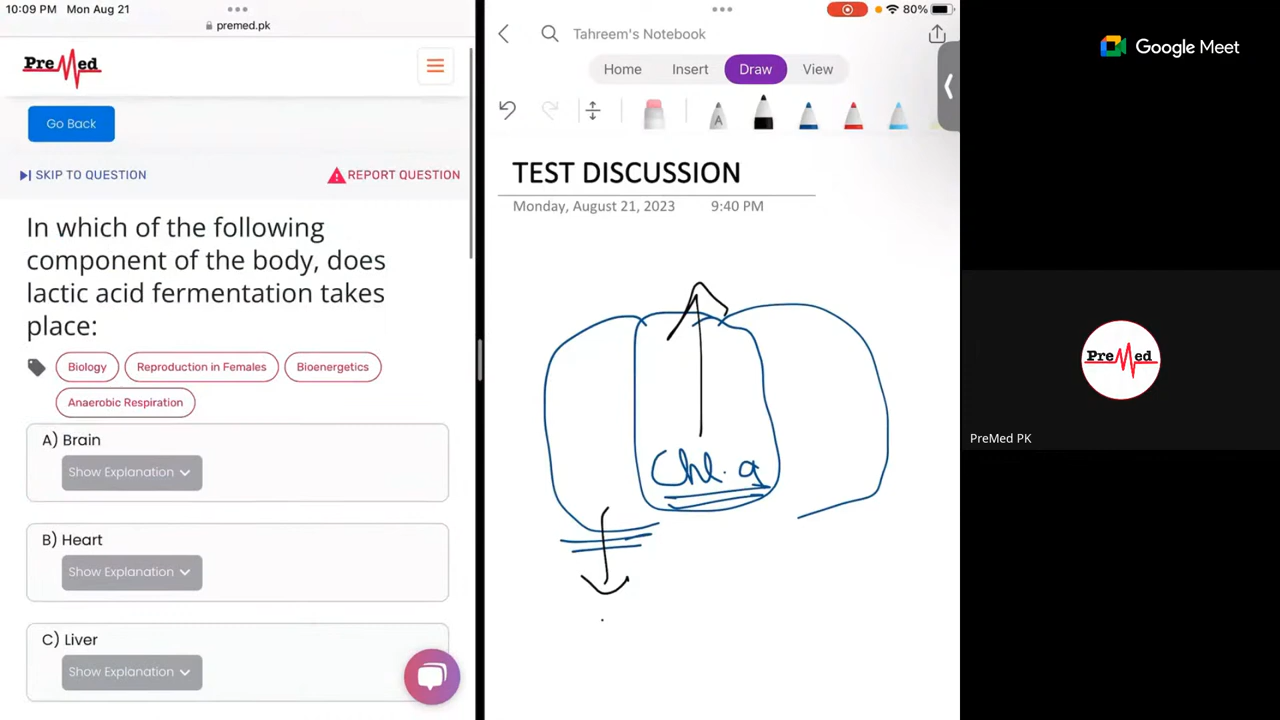 10:09 PM Mon Aug 21
premed.pk
PreMed
Go Back
SKIP TO QUESTION
REPORT QUESTION
In which of the following
component of the body, does
lactic acid fermentation takes
place:
Biology
Reproduction in Females
Bioenergetics
Anaerobic Respiration
A) Brain
Show Explanation
B) Heart
Show Explanation
C) Liver
Show Explanation
80%
Tahreem's Notebook
Home Insert Draw View
A
TEST DISCUSSION
Monday, August 21, 2023 9:40 PM
Chl. a
Google Meet
PreMed
PreMed PK